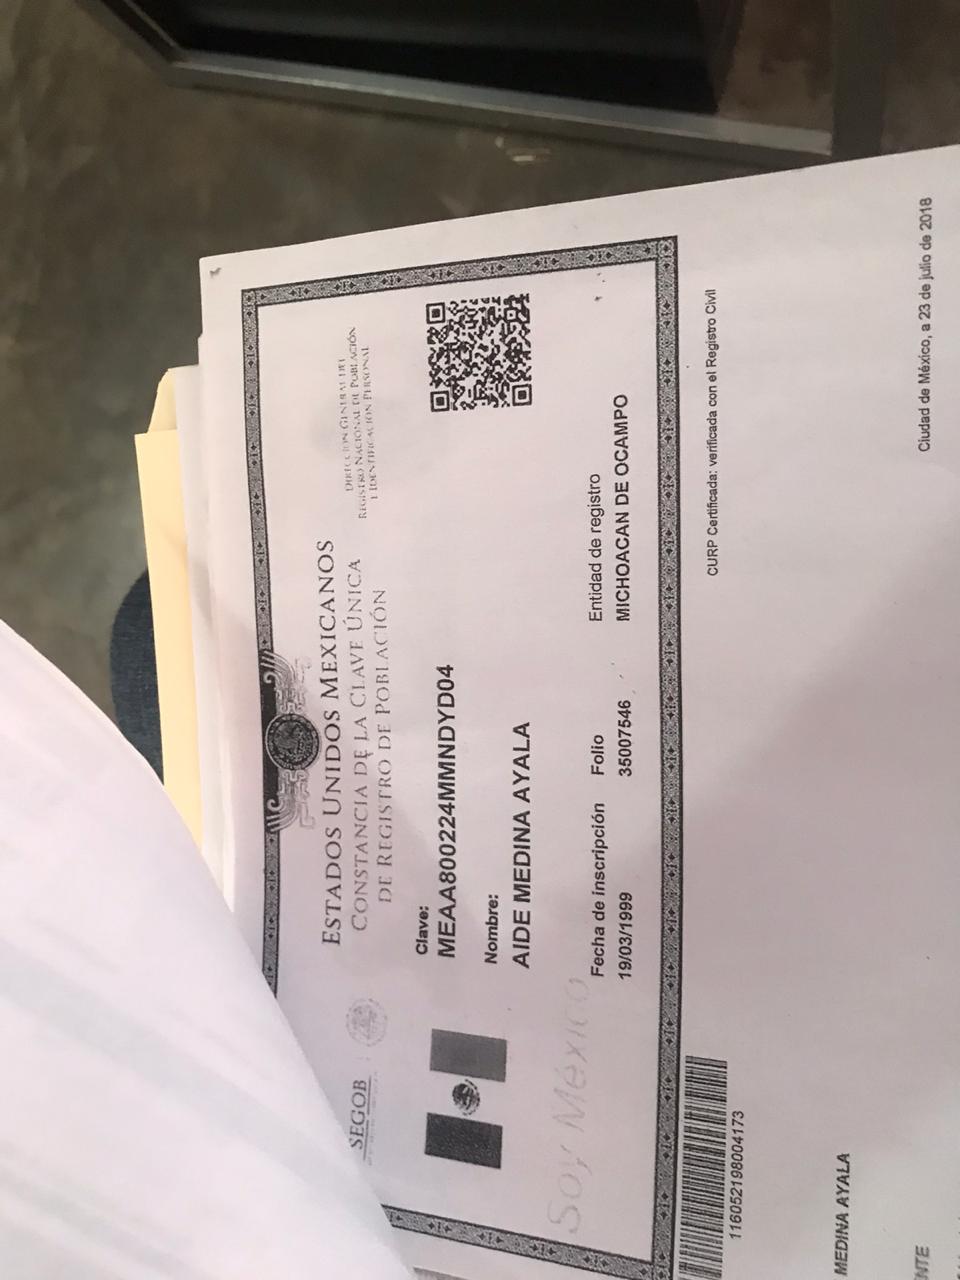 SEGOB
ESTADOS UNIDOS MEXICANOS
CONSTANCIA DE LA CLAVE ÚNICA
DE REGISTRO DE POBLACIÓN
DIRECCIÓN GENERAL DEL
REGISTRO NACIONAL DE POBLACIÓN
E IDENTIFICACIÓN PERSONAL
Clave:
MEAA800224MMNDYD04
Nombre:
AIDE MEDINA AYALA
Soy México
Fecha de inscripción Folio Entidad de registro
19/03/1999 35007546 MICHOACAN DE OCAMPO
116052198004173
CURP Certificada: verificada con el Registro Civil
MEDINA AYALA
Ciudad de México, a 23 de julio de 2018
NTE